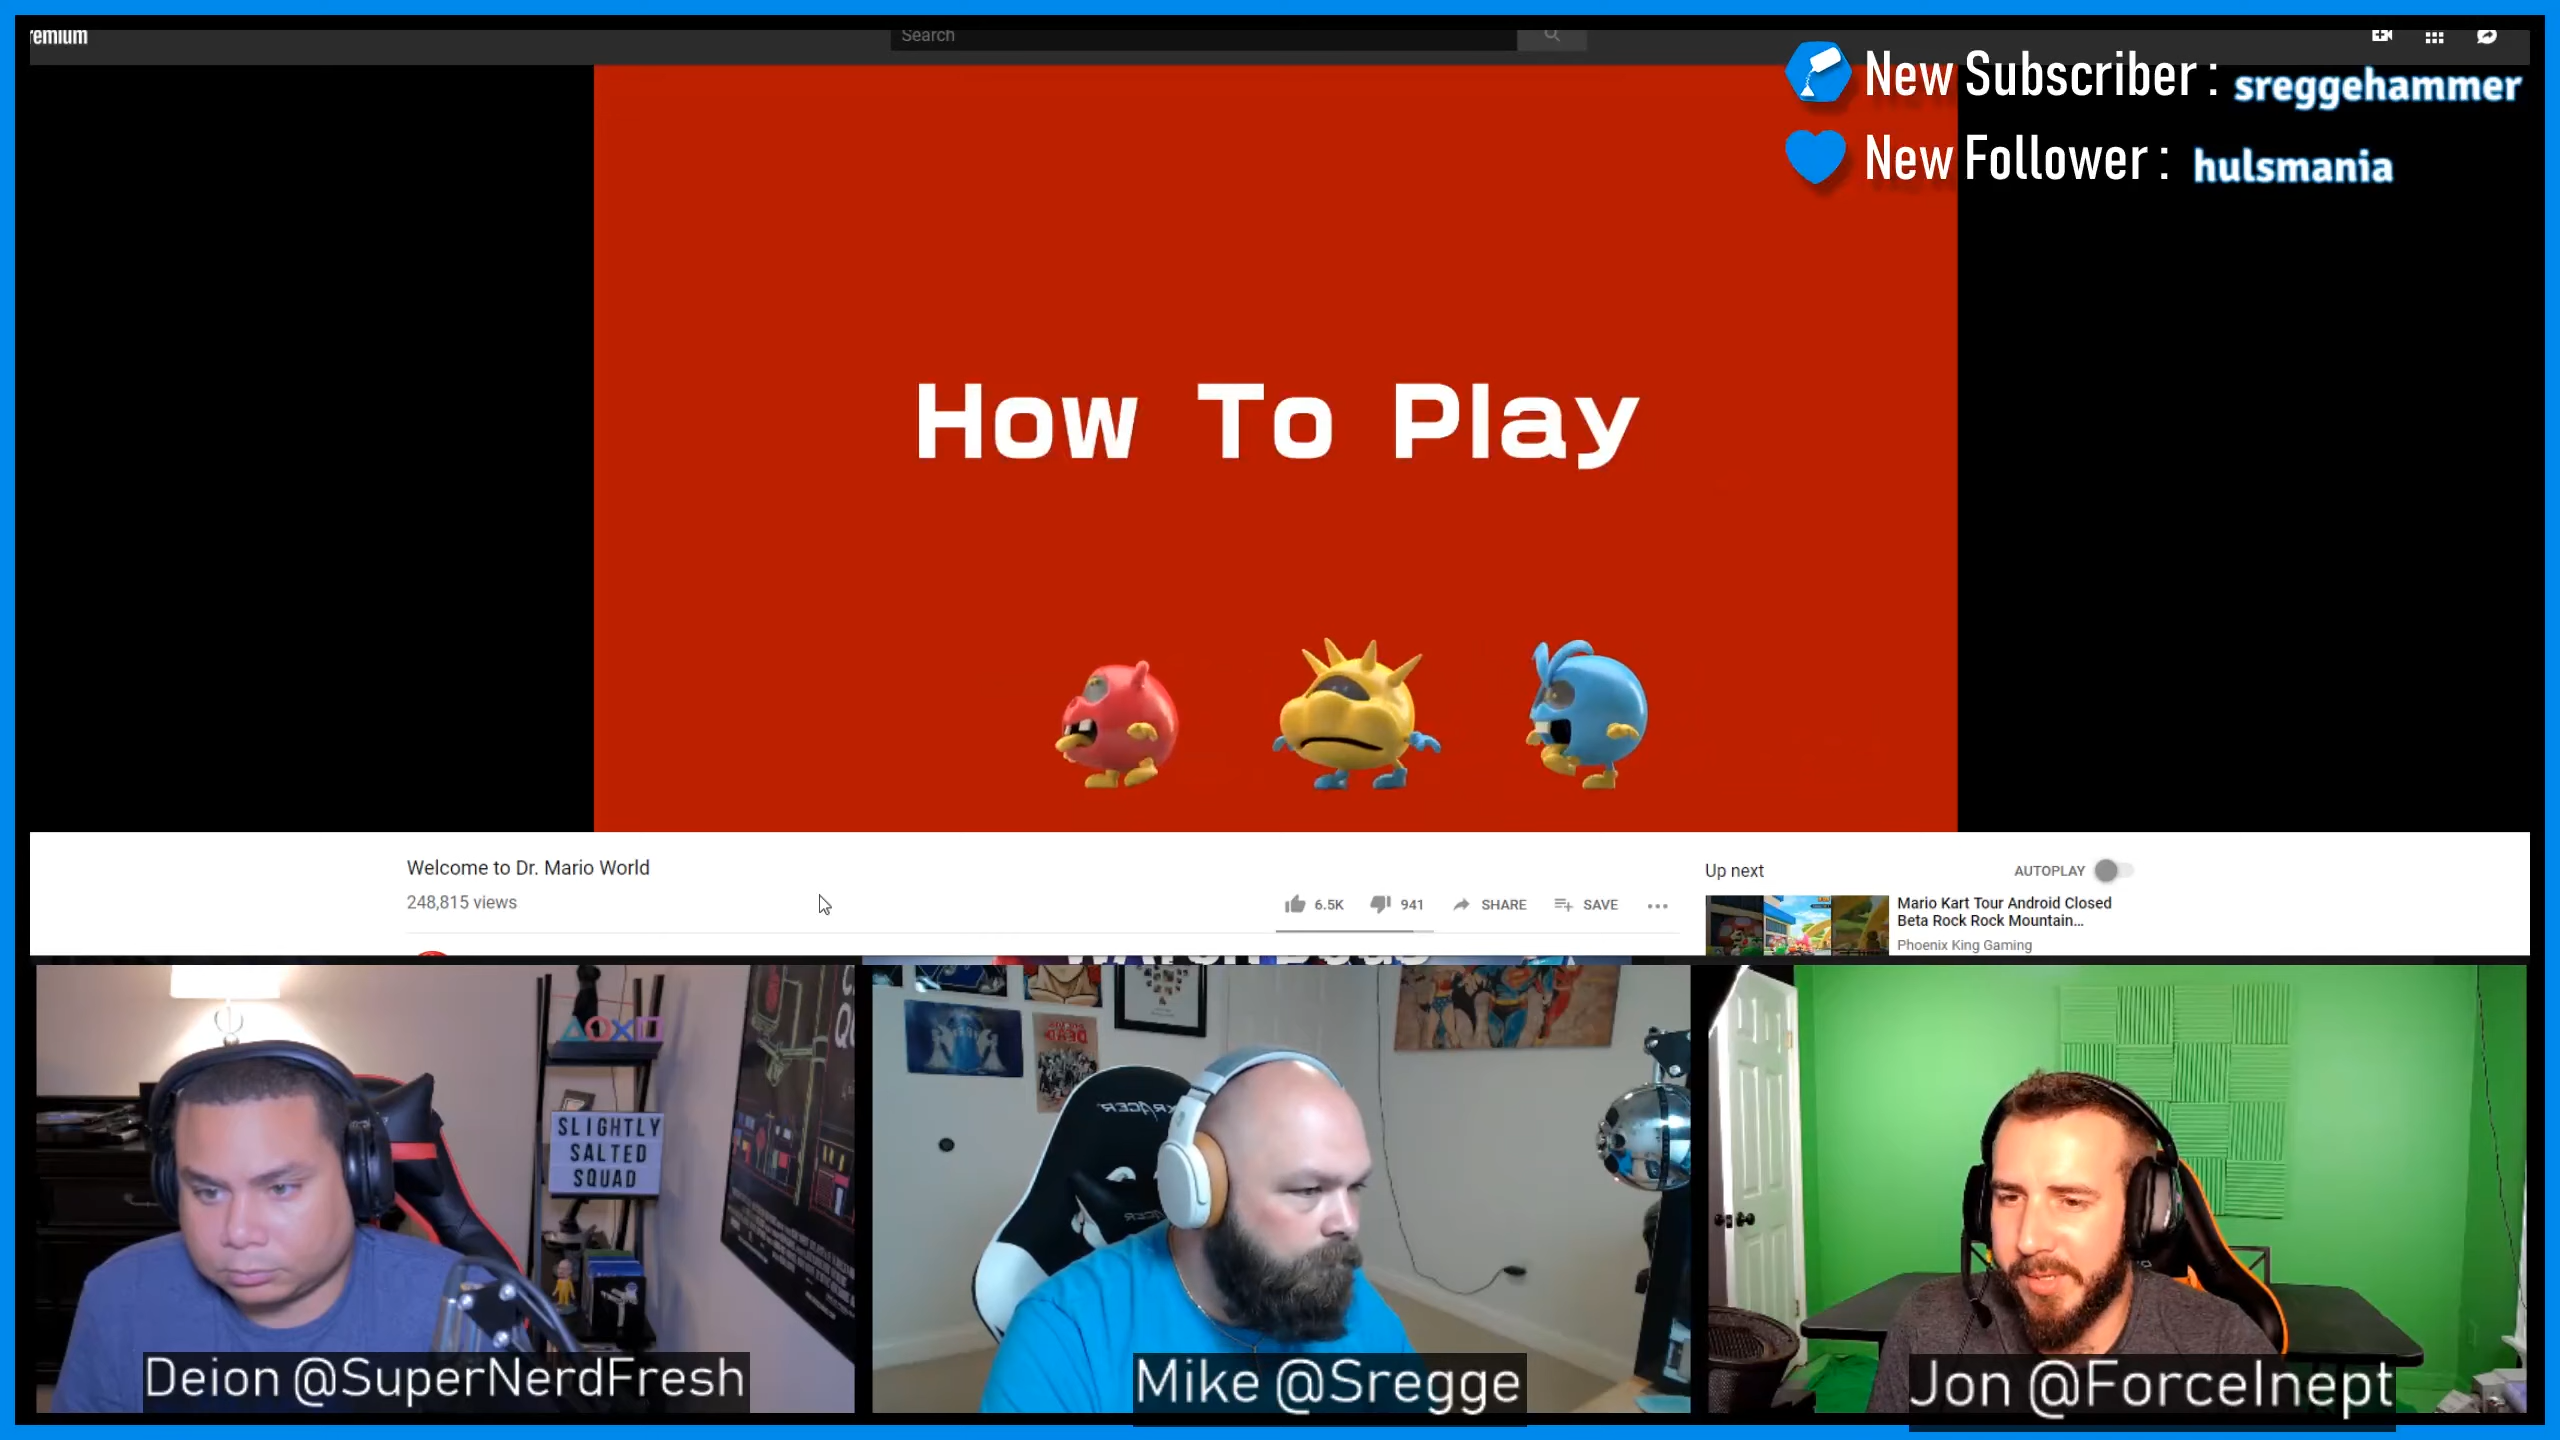 remium
Search
New Subscriber : sreggehammer
New Follower : hulsmania
How To Play
Welcome to Dr. Mario World
248,815 views
6.5K
941
SHARE
SAVE
Up next
AUTOPLAY
Mario Kart Tour Android Closed
Beta Rock Rock Mountain...
Phoenix King Gaming
SLIGHTLY
SALTED
SQUAD
DEAD
Deion @SuperNerdFresh
Mike @Sregge
Jon @ForceInept